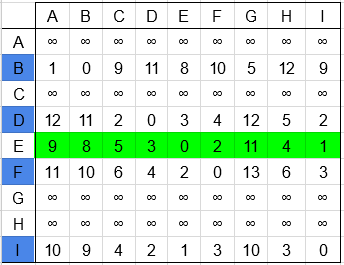 A B C D E F G H I
A ∞ ∞ ∞ ∞ ∞ ∞ ∞ ∞ ∞
B 1 0 9 11 8 10 5 12 9
C ∞ ∞ ∞ ∞ ∞ ∞ ∞ ∞ ∞
D 12 11 2 0 3 4 12 5 2
E 9 8 5 3 0 2 11 4 1
F 11 10 6 4 2 0 13 6 3
G ∞ ∞ ∞ ∞ ∞ ∞ ∞ ∞ ∞
H ∞ ∞ ∞ ∞ ∞ ∞ ∞ ∞ ∞
I 10 9 4 2 1 3 10 3 0